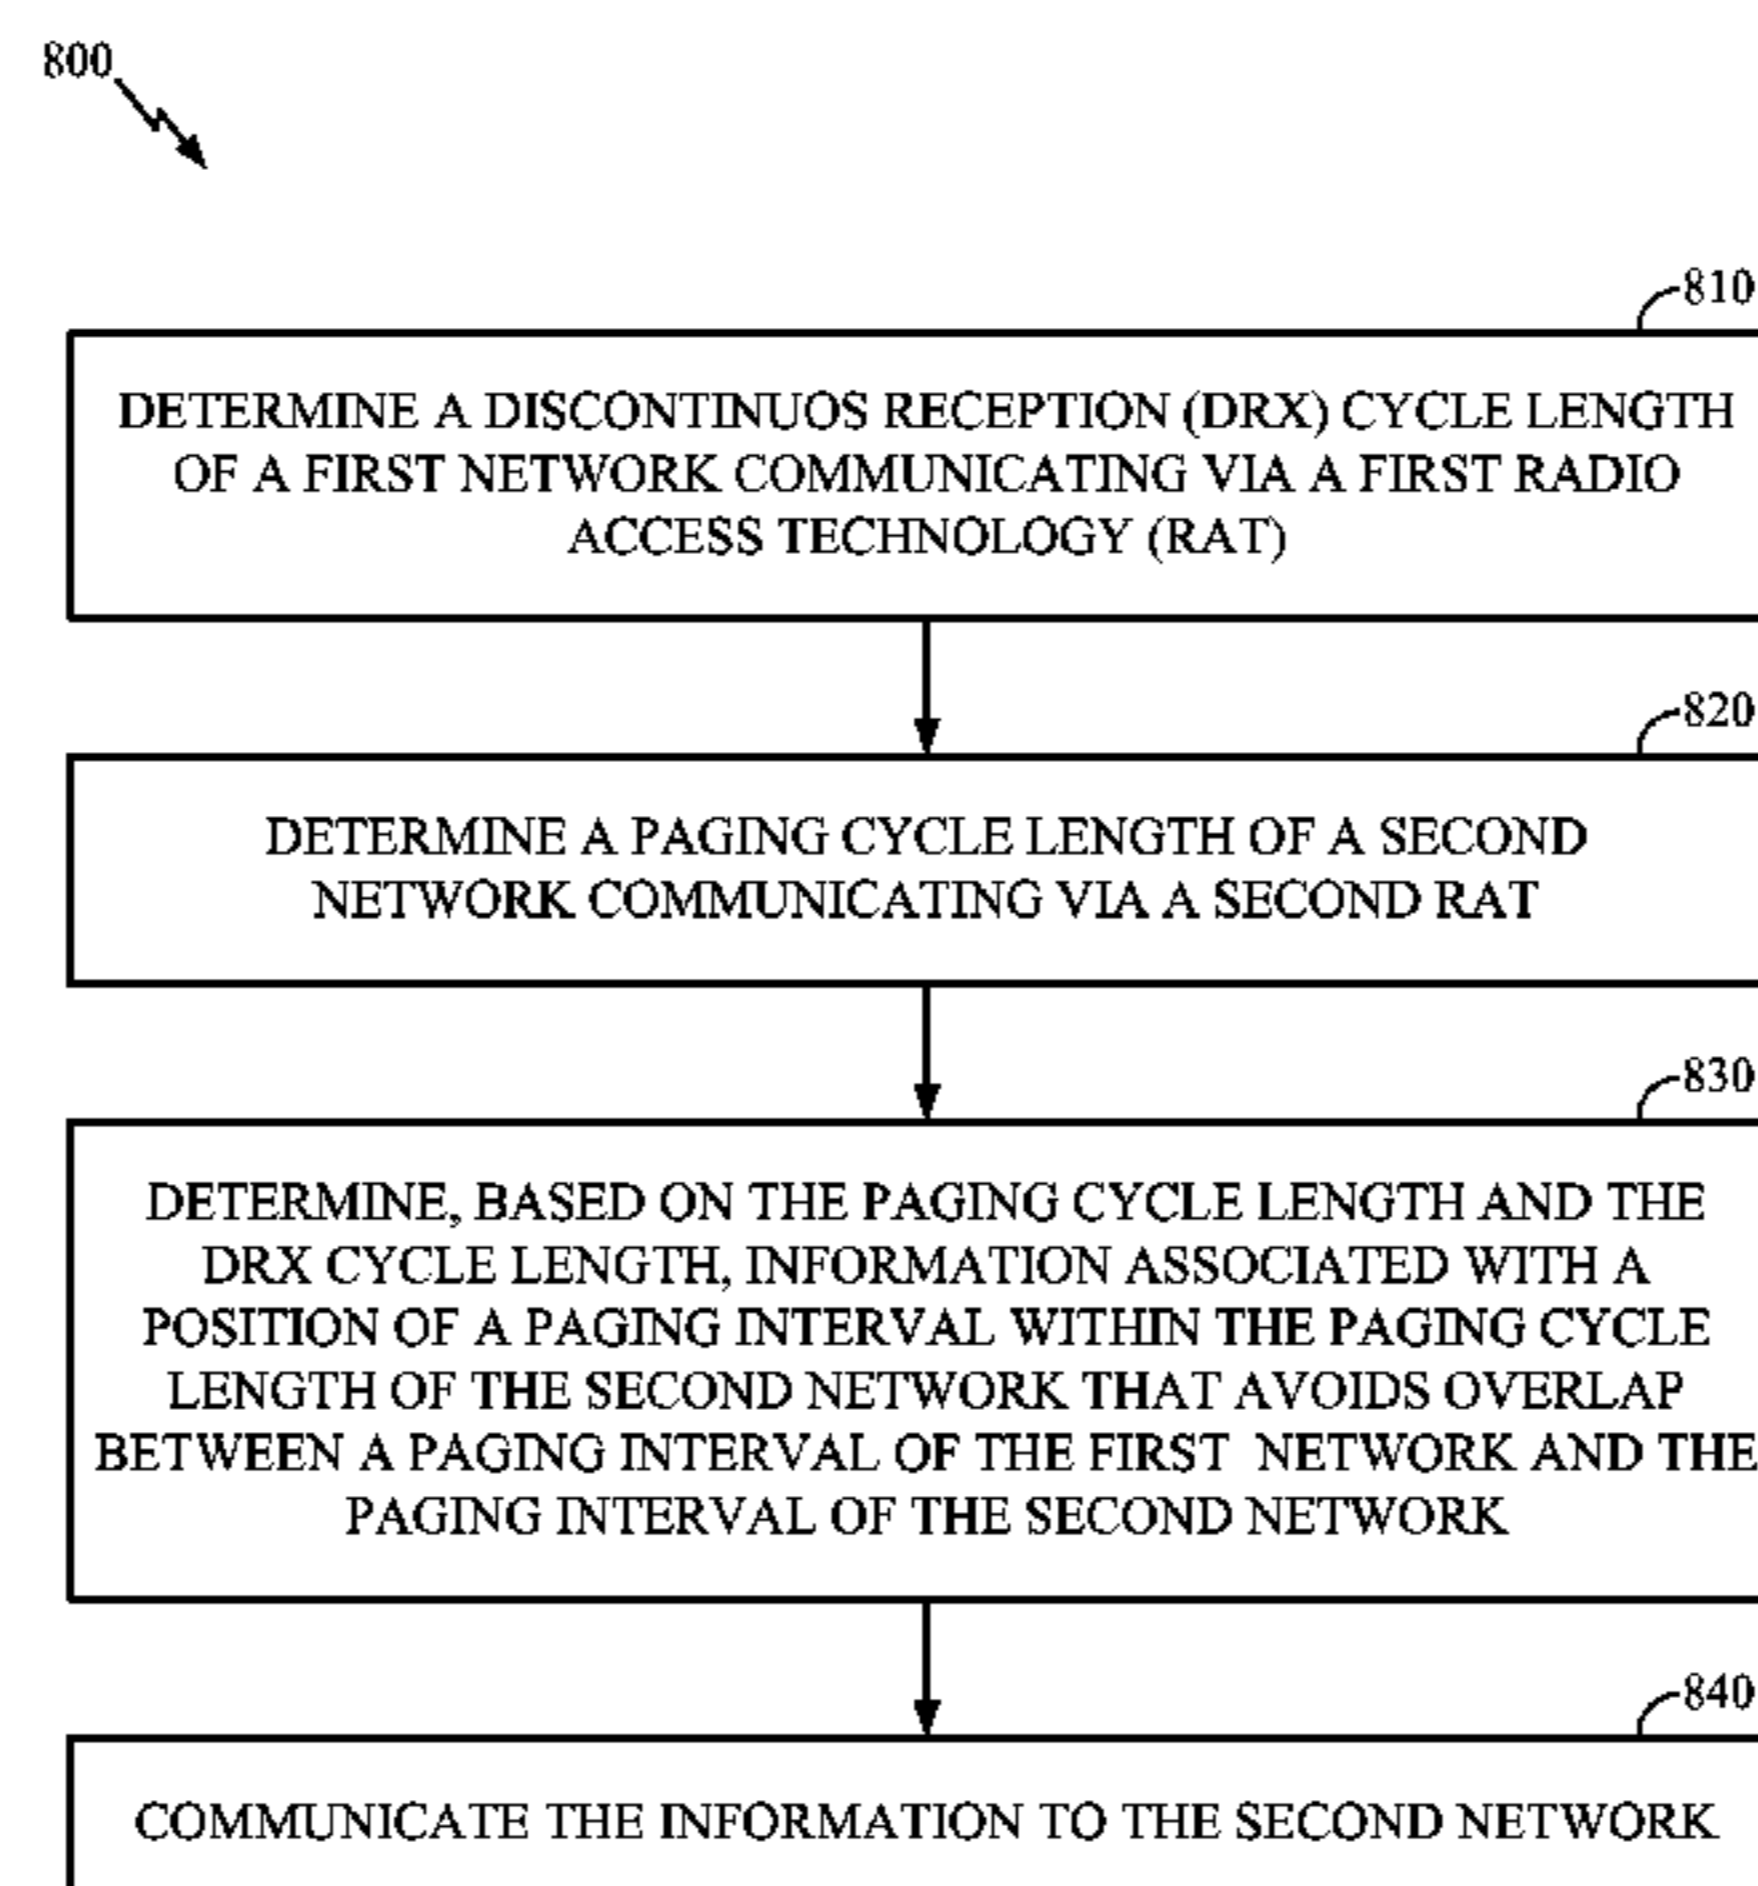 800
810
DETERMINE A DISCONTINUOS RECEPTION (DRX) CYCLE LENGTH
OF A FIRST NETWORK COMMUNICATING VIA A FIRST RADIO
ACCESS TECHNOLOGY (RAT)
820
DETERMINE A PAGING CYCLE LENGTH OF A SECOND
NETWORK COMMUNICATING VIA A SECOND RAT
830
DETERMINE, BASED ON THE PAGING CYCLE LENGTH AND THE
DRX CYCLE LENGTH, INFORMATION ASSOCIATED WITH A
POSITION OF A PAGING INTERVAL WITHIN THE PAGING CYCLE
LENGTH OF THE SECOND NETWORK THAT AVOIDS OVERLAP
BETWEEN A PAGING INTERVAL OF THE FIRST NETWORK AND THE
PAGING INTERVAL OF THE SECOND NETWORK
840
COMMUNICATE THE INFORMATION TO THE SECOND NETWORK